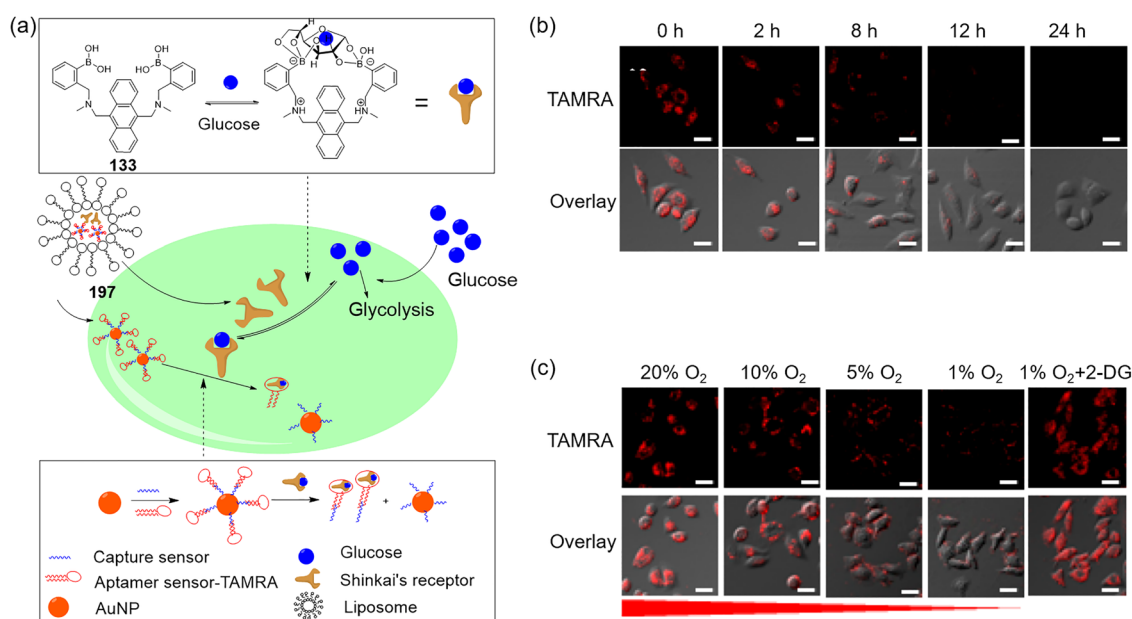 (a)
OH
HO
B
OH
HO
B
N
N
133
Glucose
H
O
O
O
O
H
H
O
O
OH
B
B
NH
NH
=
197
Glucose
Glycolysis
Capture sensor
Aptamer sensor-TAMRA
AuNP
+
Glucose
Shinkai's receptor
Liposome
(b)
0 h 2 h 8 h 12 h 24 h
TAMRA
Overlay
(c)
20% O₂ 10% O₂ 5% O₂ 1% O₂ 1% O₂+2-DG
TAMRA
Overlay